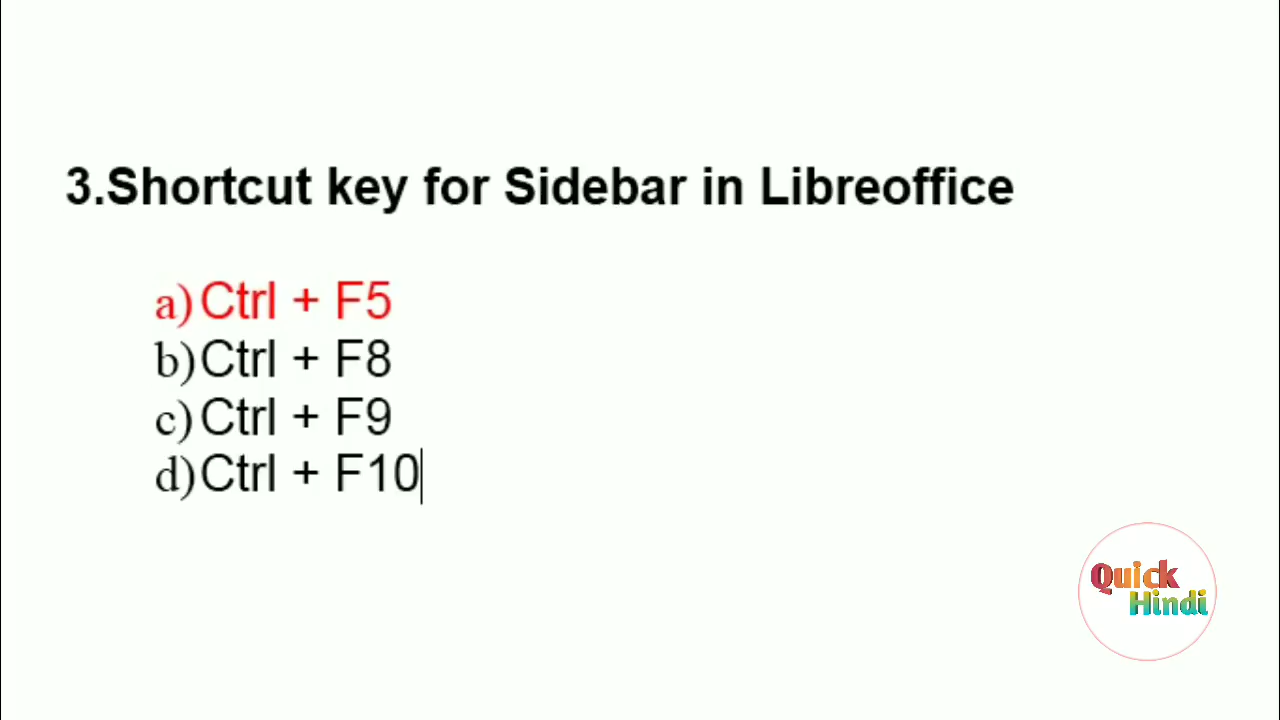 3.Shortcut key for Sidebar in Libreoffice
a)Ctrl + F5
b)Ctrl + F8
c)Ctrl + F9
d)Ctrl + F10
Quick
Hindi